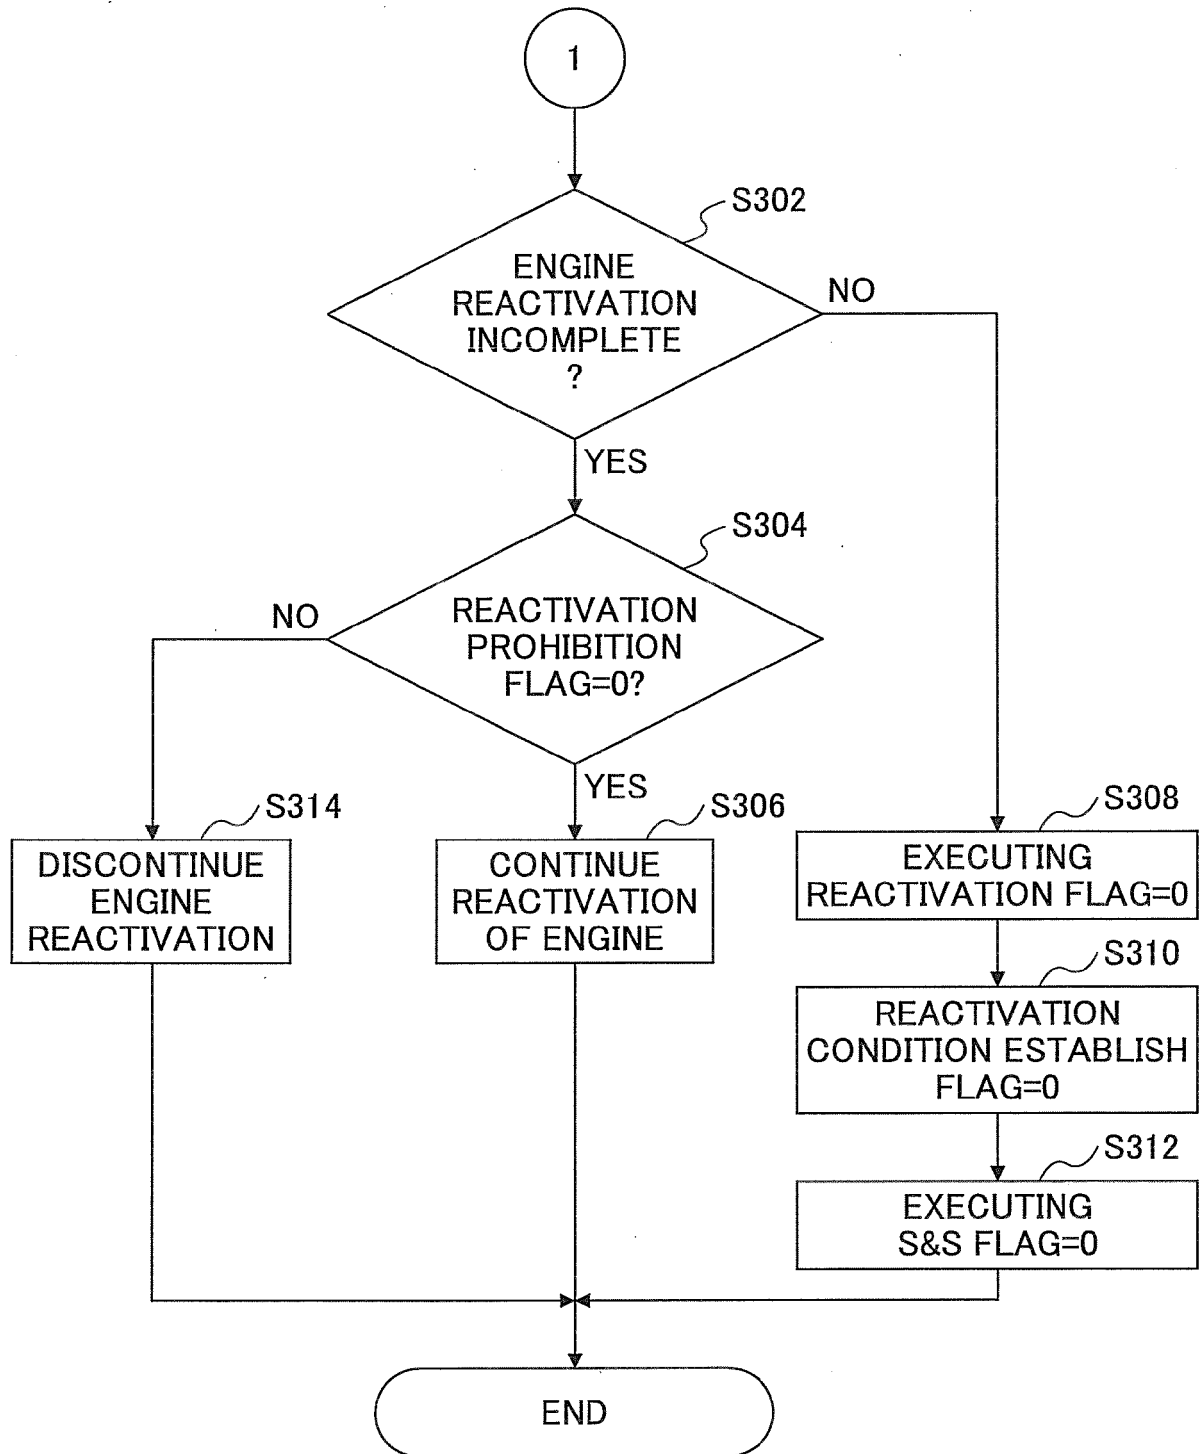 1
S302
ENGINE
REACTIVATION
INCOMPLETE
?
NO
YES
S304
REACTIVATION
PROHIBITION
FLAG=0?
NO
YES
S314
DISCONTINUE
ENGINE
REACTIVATION
S306
CONTINUE
REACTIVATION
OF ENGINE
S308
EXECUTING
REACTIVATION FLAG=0
S310
REACTIVATION
CONDITION ESTABLISH
FLAG=0
S312
EXECUTING
S&S FLAG=0
END